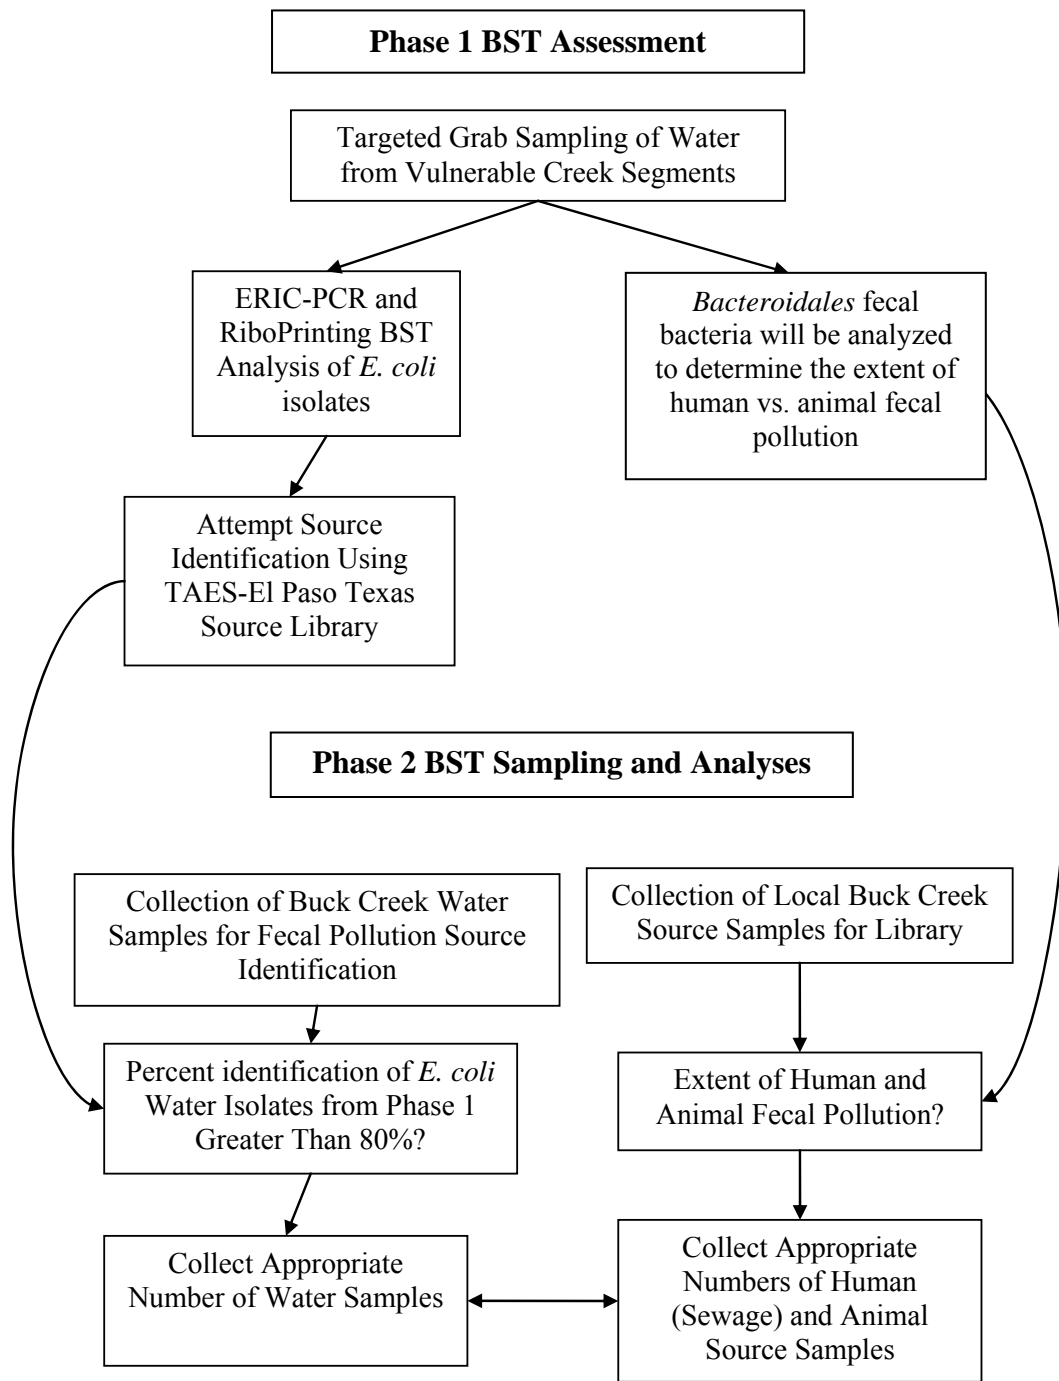 Phase 1 BST Assessment
Targeted Grab Sampling of Water
from Vulnerable Creek Segments
ERIC-PCR and
RiboPrinting BST
Analysis of E. coli
isolates
Bacteroidales fecal
bacteria will be analyzed
to determine the extent of
human vs. animal fecal
pollution
Attempt Source
Identification Using
TAES-El Paso Texas
Source Library
Phase 2 BST Sampling and Analyses
Collection of Buck Creek Water
Samples for Fecal Pollution Source
Identification
Collection of Local Buck Creek
Source Samples for Library
Percent identification of E. coli
Water Isolates from Phase 1
Greater Than 80%?
Extent of Human and
Animal Fecal Pollution?
Collect Appropriate
Number of Water Samples
Collect Appropriate
Numbers of Human
(Sewage) and Animal
Source Samples